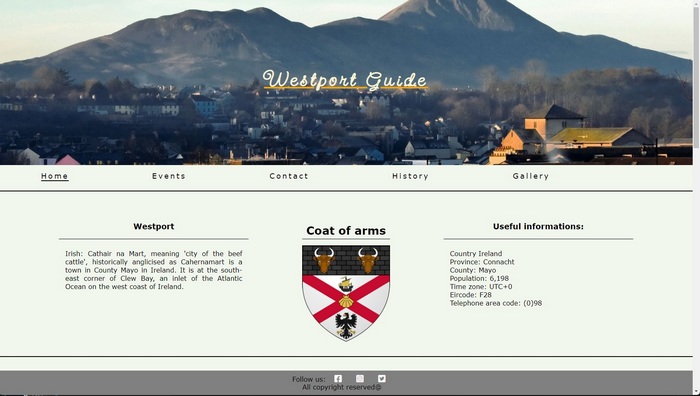 Westport Guide
Home Events Contact History Gallery
Westport
Irish: Cathair na Mart, meaning 'city of the beef
cattle', historically anglicised as Cahernamart is a
town in County Mayo in Ireland. It is at the south-
east corner of Clew Bay, an inlet of the Atlantic
Ocean on the west coast of Ireland.
Coat of arms
Useful informations:
Country Ireland
Province: Connacht
County: Mayo
Population: 6,198
Time zone: UTC+0
Eircode: F28
Telephone area code: (0)98
Follow us:
All copyright reserved@